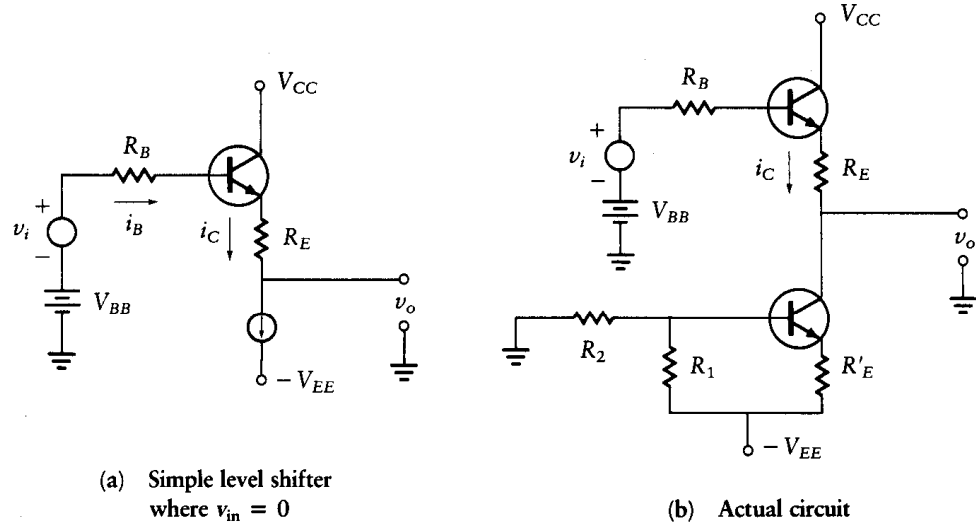 V_CC
R_B
+
v_i
−
i_B
i_C
R_E
V_BB
v_o
− V_EE
(a) Simple level shifter
where v_in = 0
V_CC
R_B
+
v_i
−
i_C
R_E
V_BB
v_o
R_2
R_1
R'_E
− V_EE
(b) Actual circuit